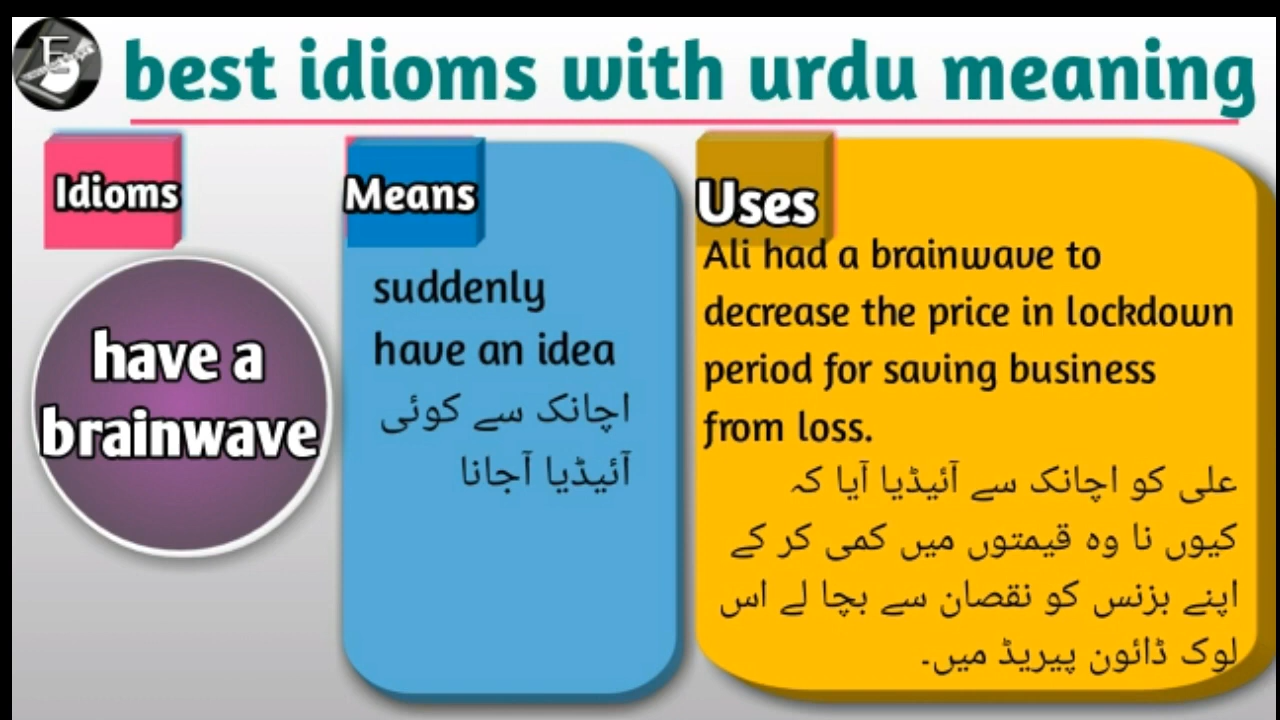 best idioms with urdu meaning
Idioms
have a
brainwave
Means
suddenly
have an idea
اچانک سے کوئی
آئیڈیا آجانا
Uses
Ali had a brainwave to
decrease the price in lockdown
period for saving business
from loss.
علی کو اچانک سے آئیڈیا آیا کہ
کیوں نا وہ قیمتوں میں کمی کر کے
اپنے بزنس کو نقصان سے بچا لے اس
لوک ڈائون پیریڈ میں۔